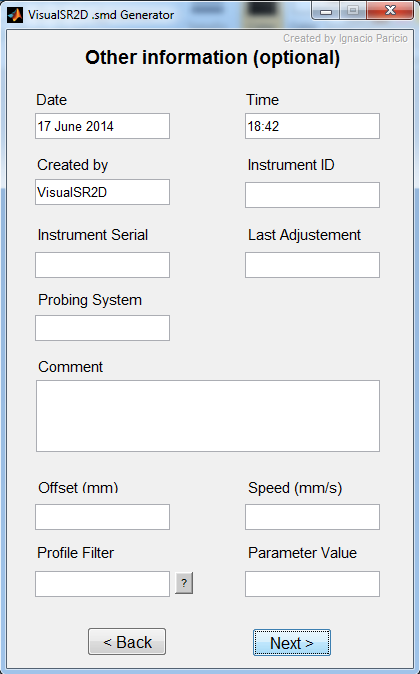 VisualSR2D .smd Generator
Created by Ignacio Paricio
Other information (optional)
Date
Time
17 June 2014
18:42
Created by
Instrument ID
VisualSR2D
Instrument Serial
Last Adjustement
Probing System
Comment
Offset (mm)
Speed (mm/s)
Profile Filter
Parameter Value
?
< Back
Next >